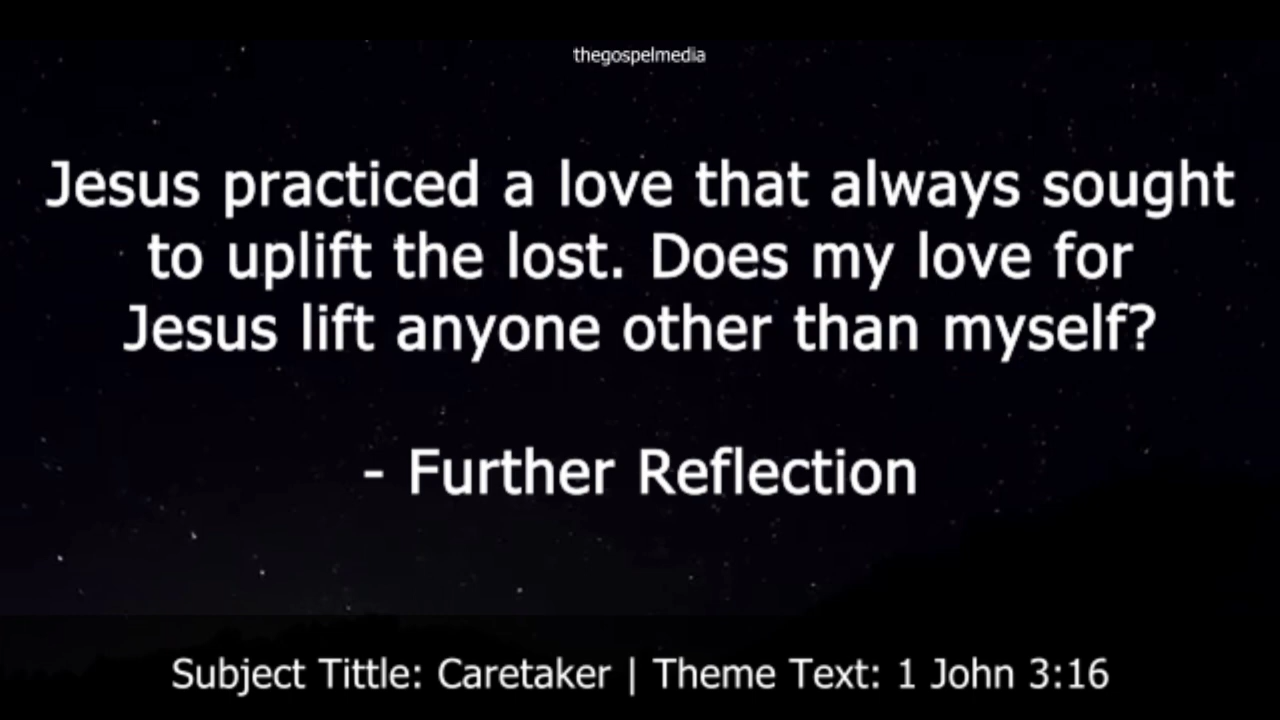 thegospelmedia
Jesus practiced a love that always sought
to uplift the lost. Does my love for
Jesus lift anyone other than myself?
- Further Reflection
Subject Tittle: Caretaker | Theme Text: 1 John 3:16